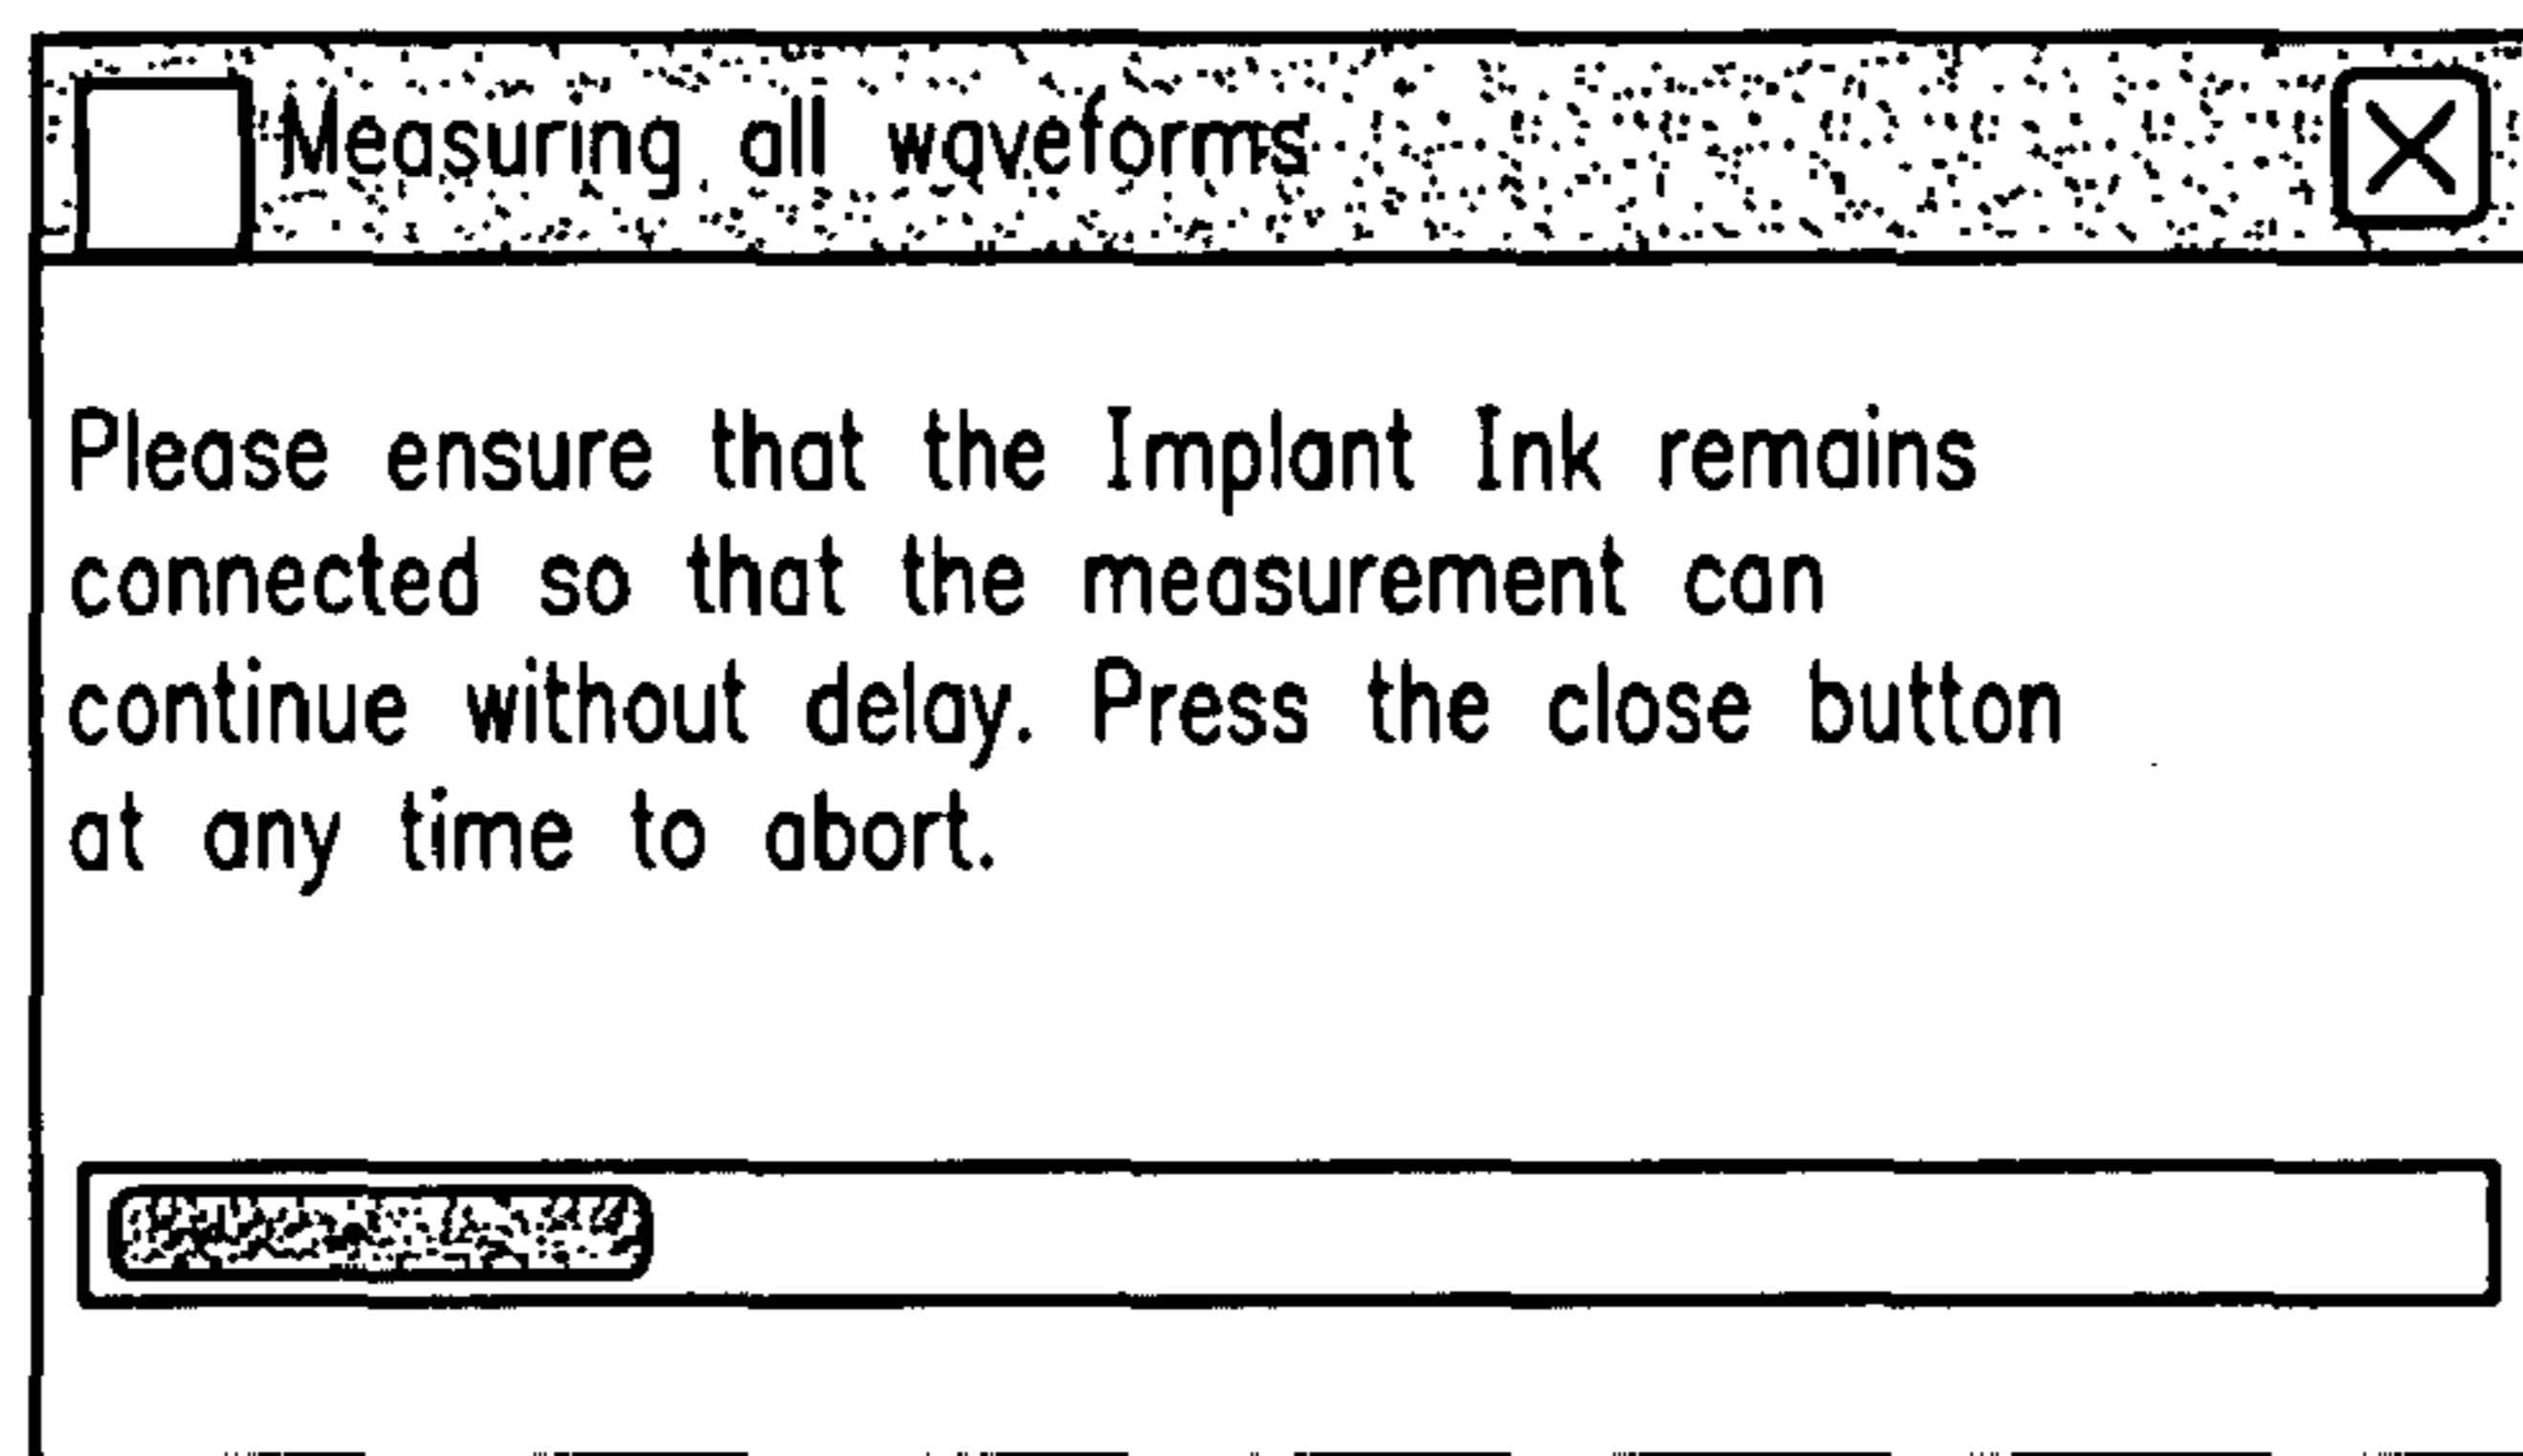 Measuring all waveforms
Please ensure that the Implant Ink remains
connected so that the measurement can
continue without delay. Press the close button
at any time to abort.